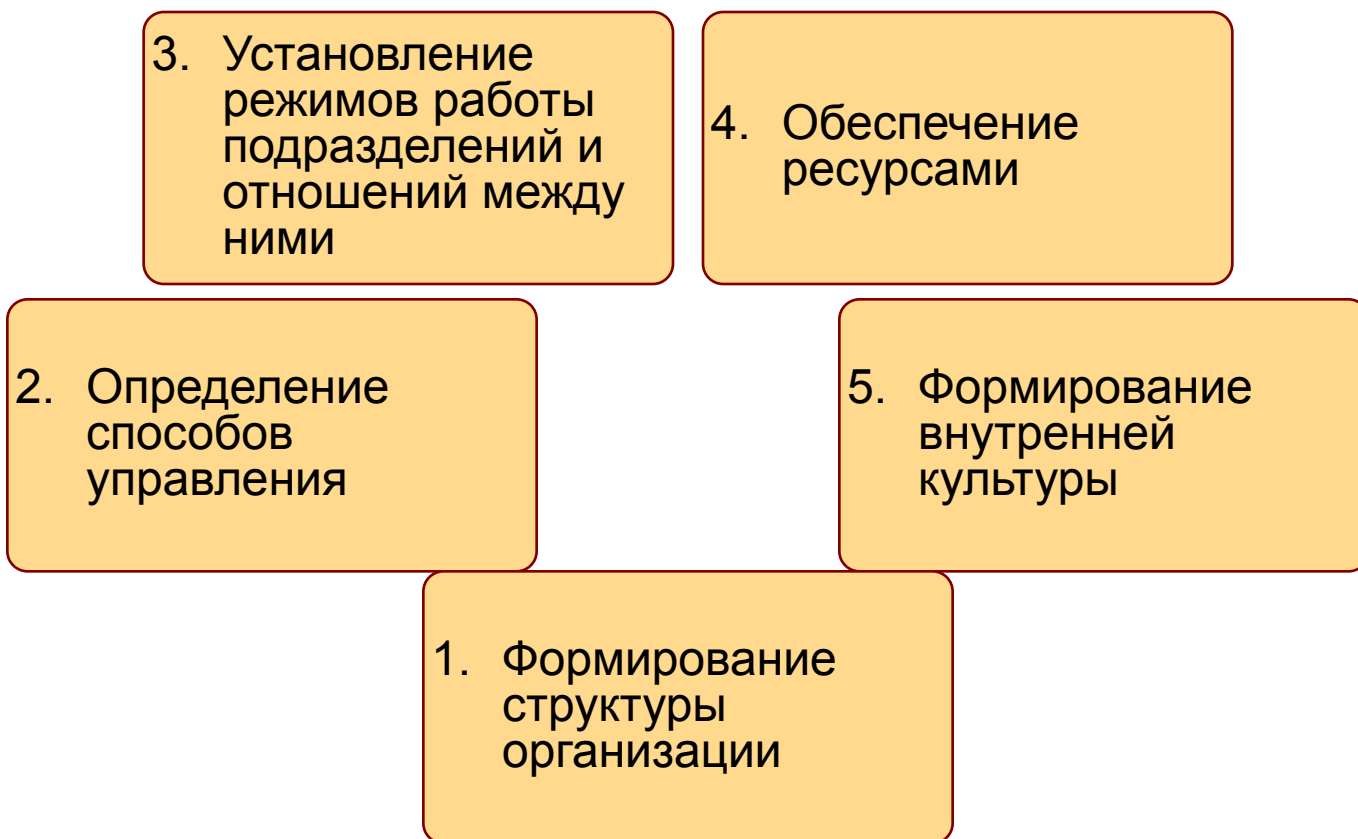 3. Установление
режимов работы
подразделений и
отношений между
ними
4. Обеспечение
ресурсами
2. Определение
способов
управления
5. Формирование
внутренней
культуры
1. Формирование
структуры
организации